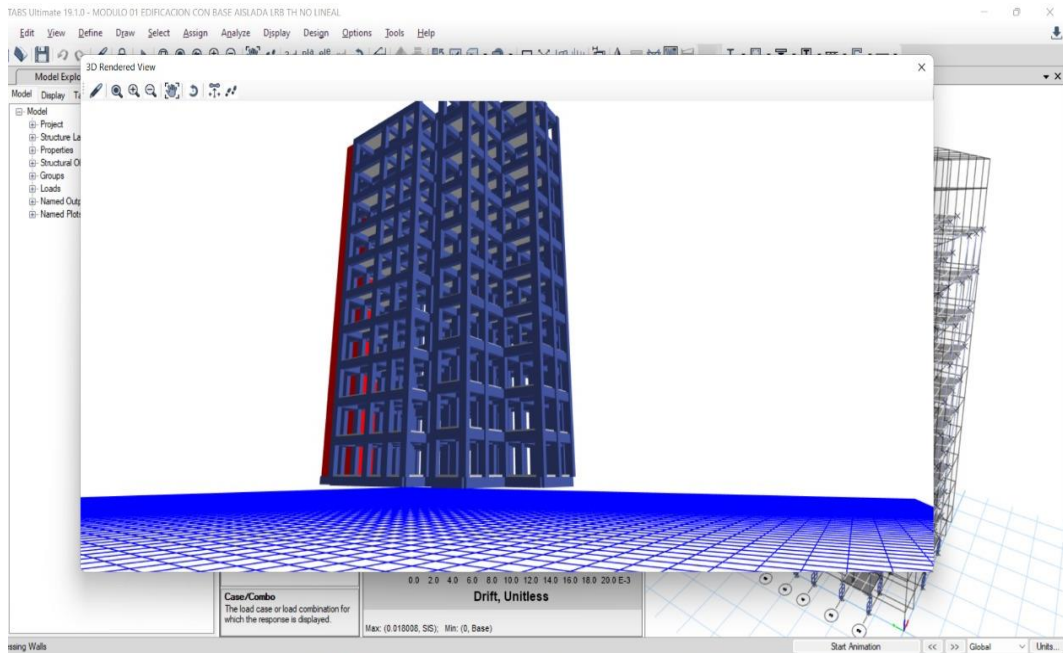 TABS Ultimate 19.1.0 - MODULO 01 EDIFICACION CON BASE AISLADA LRB TH NO LINEAL
Edit View Define Draw Select Assign Analyze Display Design Options Tools Help
Model Explo
3D Rendered View
Model Display Ta
Model
Project
Structure La
Properties
Structural Ob
Groups
Loads
Named Outp
Named Plots
0.0 2.0 4.0 6.0 8.0 10.0 12.0 14.0 16.0 18.0 20.0 E-3
Drift, Unitless
Case/Combo
The load case or load combination for
which the response is displayed.
Max: (0.018008, SIS); Min: (0, Base)
essing Walls
Start Animation << >> Global Units...